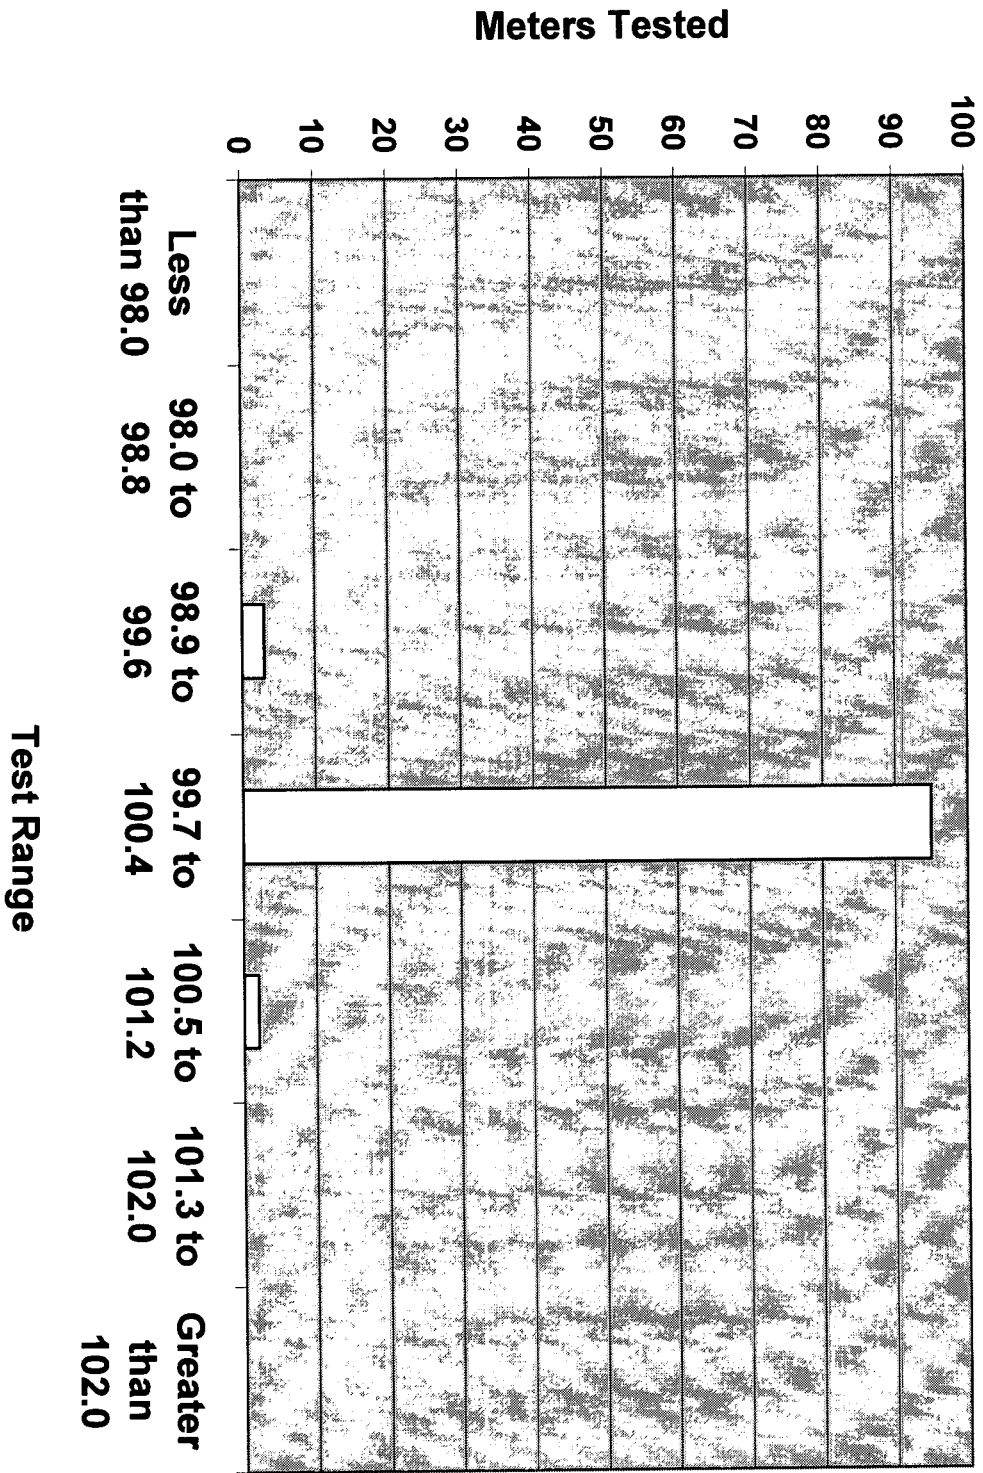 Meters Tested
100
90
80
70
60
50
40
30
20
10
0
Less
than 98.0
98.0 to
98.8
98.9 to
99.6
99.7 to
100.4
100.5 to
101.2
101.3 to
102.0
Greater
than
102.0
Test Range